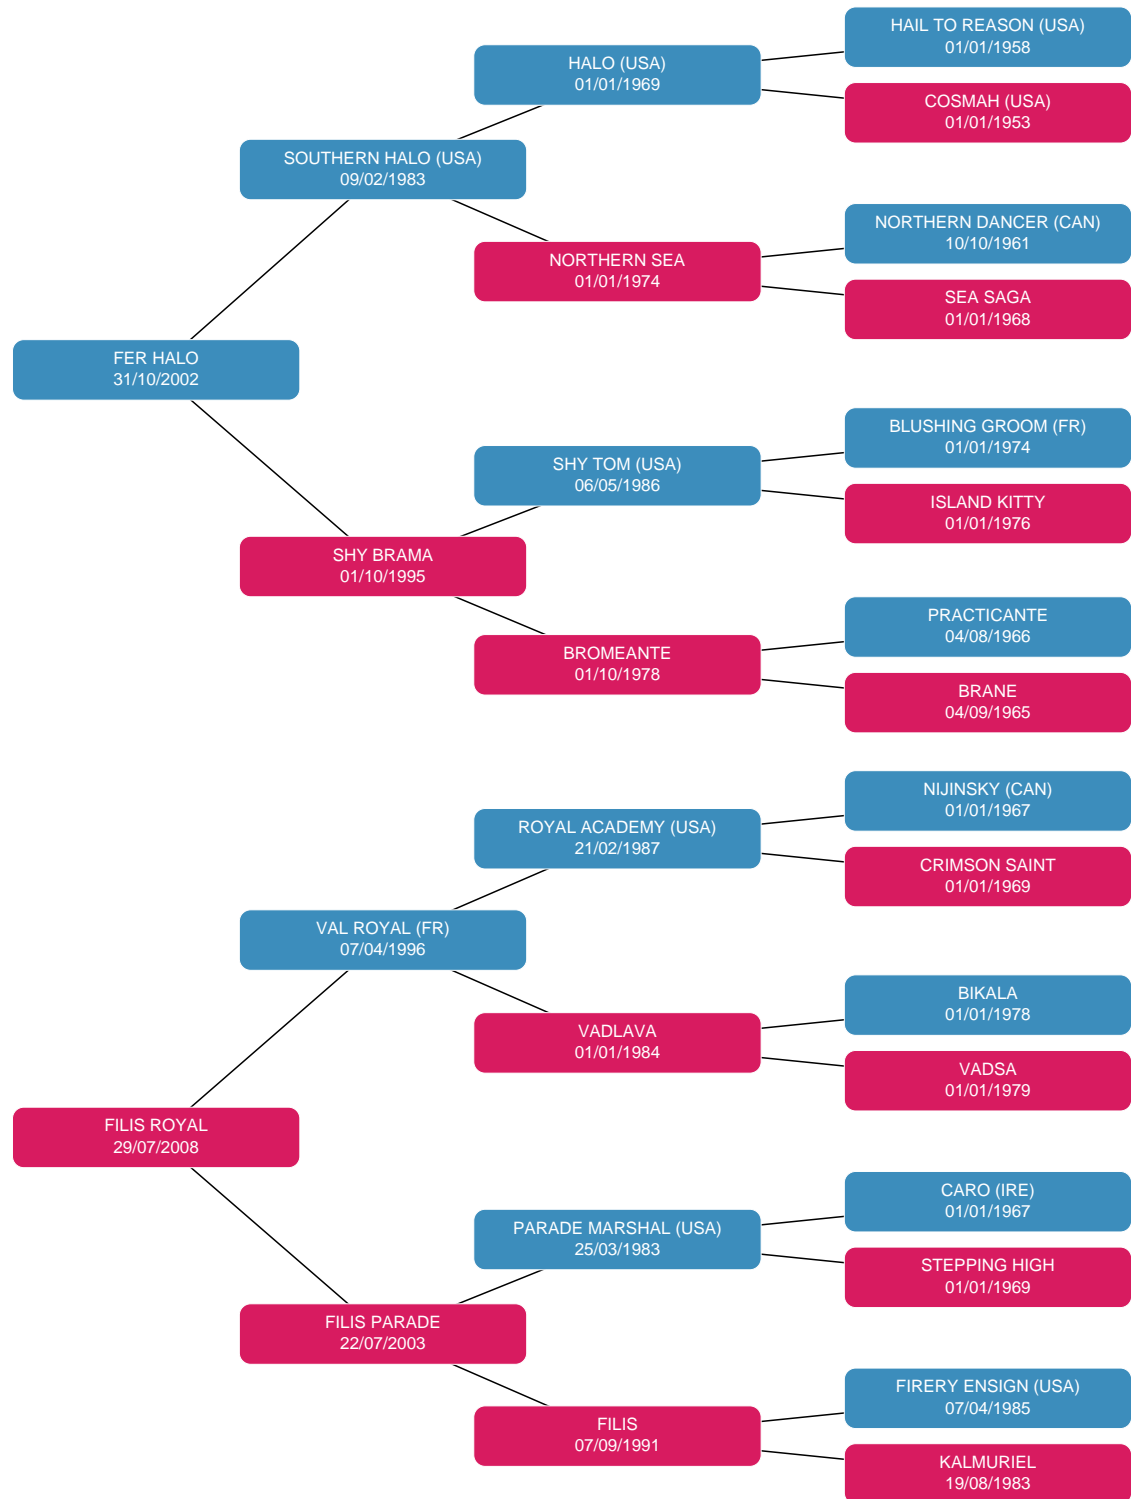 HAIL TO REASON (USA)
01/01/1958
HALO (USA)
01/01/1969
COSMAH (USA)
01/01/1953
SOUTHERN HALO (USA)
09/02/1983
NORTHERN DANCER (CAN)
10/10/1961
NORTHERN SEA
01/01/1974
SEA SAGA
01/01/1968
FER HALO
31/10/2002
BLUSHING GROOM (FR)
01/01/1974
SHY TOM (USA)
06/05/1986
ISLAND KITTY
01/01/1976
SHY BRAMA
01/10/1995
PRACTICANTE
04/08/1966
BROMEANTE
01/10/1978
BRANE
04/09/1965
NIJINSKY (CAN)
01/01/1967
ROYAL ACADEMY (USA)
21/02/1987
CRIMSON SAINT
01/01/1969
VAL ROYAL (FR)
07/04/1996
BIKALA
01/01/1978
VADLAVA
01/01/1984
VADSA
01/01/1979
FILIS ROYAL
29/07/2008
CARO (IRE)
01/01/1967
PARADE MARSHAL (USA)
25/03/1983
STEPPING HIGH
01/01/1969
FILIS PARADE
22/07/2003
FIRERY ENSIGN (USA)
07/04/1985
FILIS
07/09/1991
KALMURIEL
19/08/1983